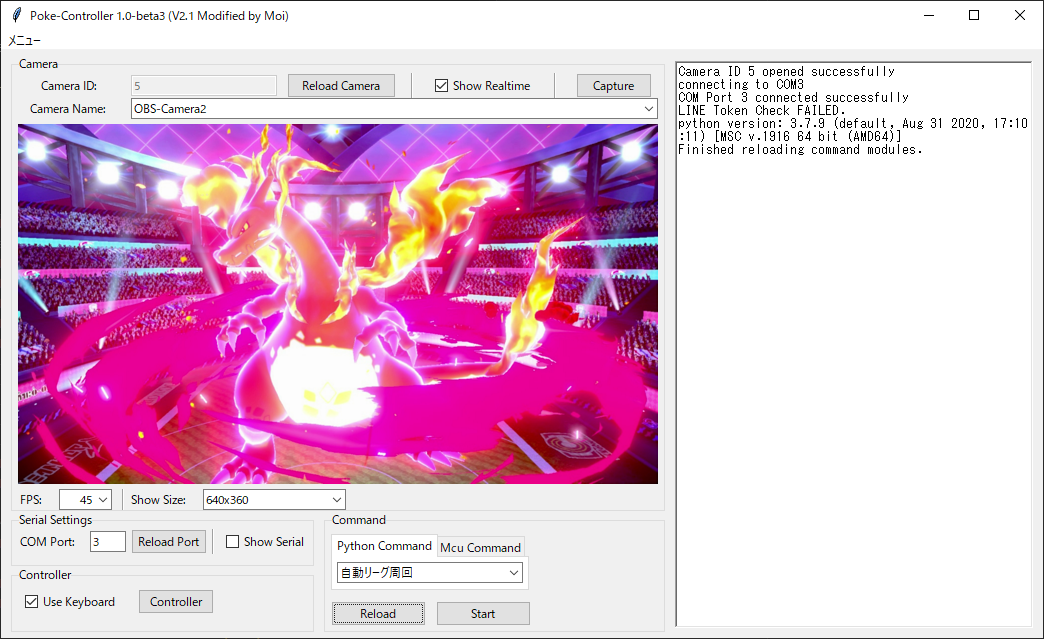 Poke-Controller 1.0-beta3 (V2.1 Modified by Moi)
メニュー
Camera
Camera ID: 5 Reload Camera Show Realtime Capture
Camera Name: OBS-Camera2
FPS: 45 Show Size: 640x360
Serial Settings
COM Port: 3 Reload Port Show Serial
Controller
Use Keyboard Controller
Command
Python Command Mcu Command
自動リーグ周回
Reload Start
Camera ID 5 opened successfully
connecting to COM3
COM Port 3 connected successfully
LINE Token Check FAILED.
python version: 3.7.9 (default, Aug 31 2020, 17:10
:11) [MSC v.1916 64 bit (AMD64)]
Finished reloading command modules.